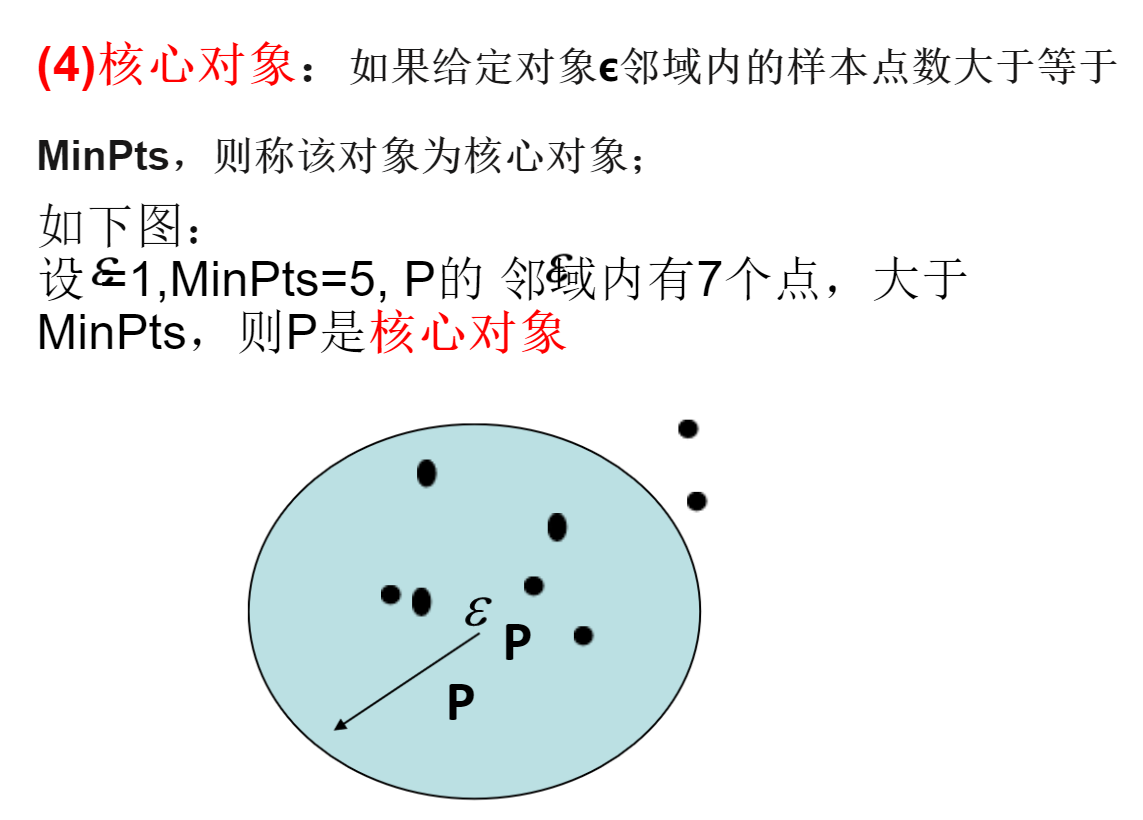 (4)核心对象：如果给定对象ϵ邻域内的样本点数大于等于
MinPts，则称该对象为核心对象；
如下图：
设ε=1,MinPts=5, P的ε邻域内有7个点，大于
MinPts，则P是核心对象
ε
P
P